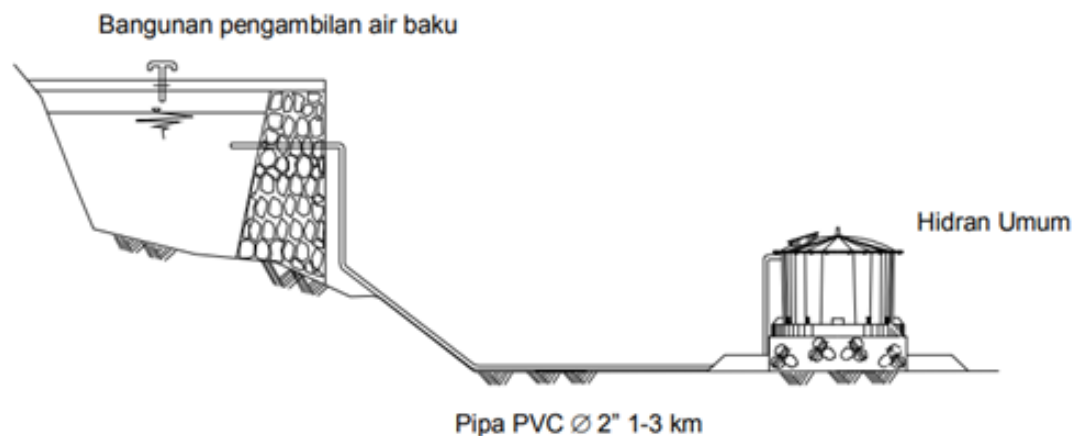 Bangunan pengambilan air baku
Hidran Umum
Pipa PVC ∅ 2” 1-3 km